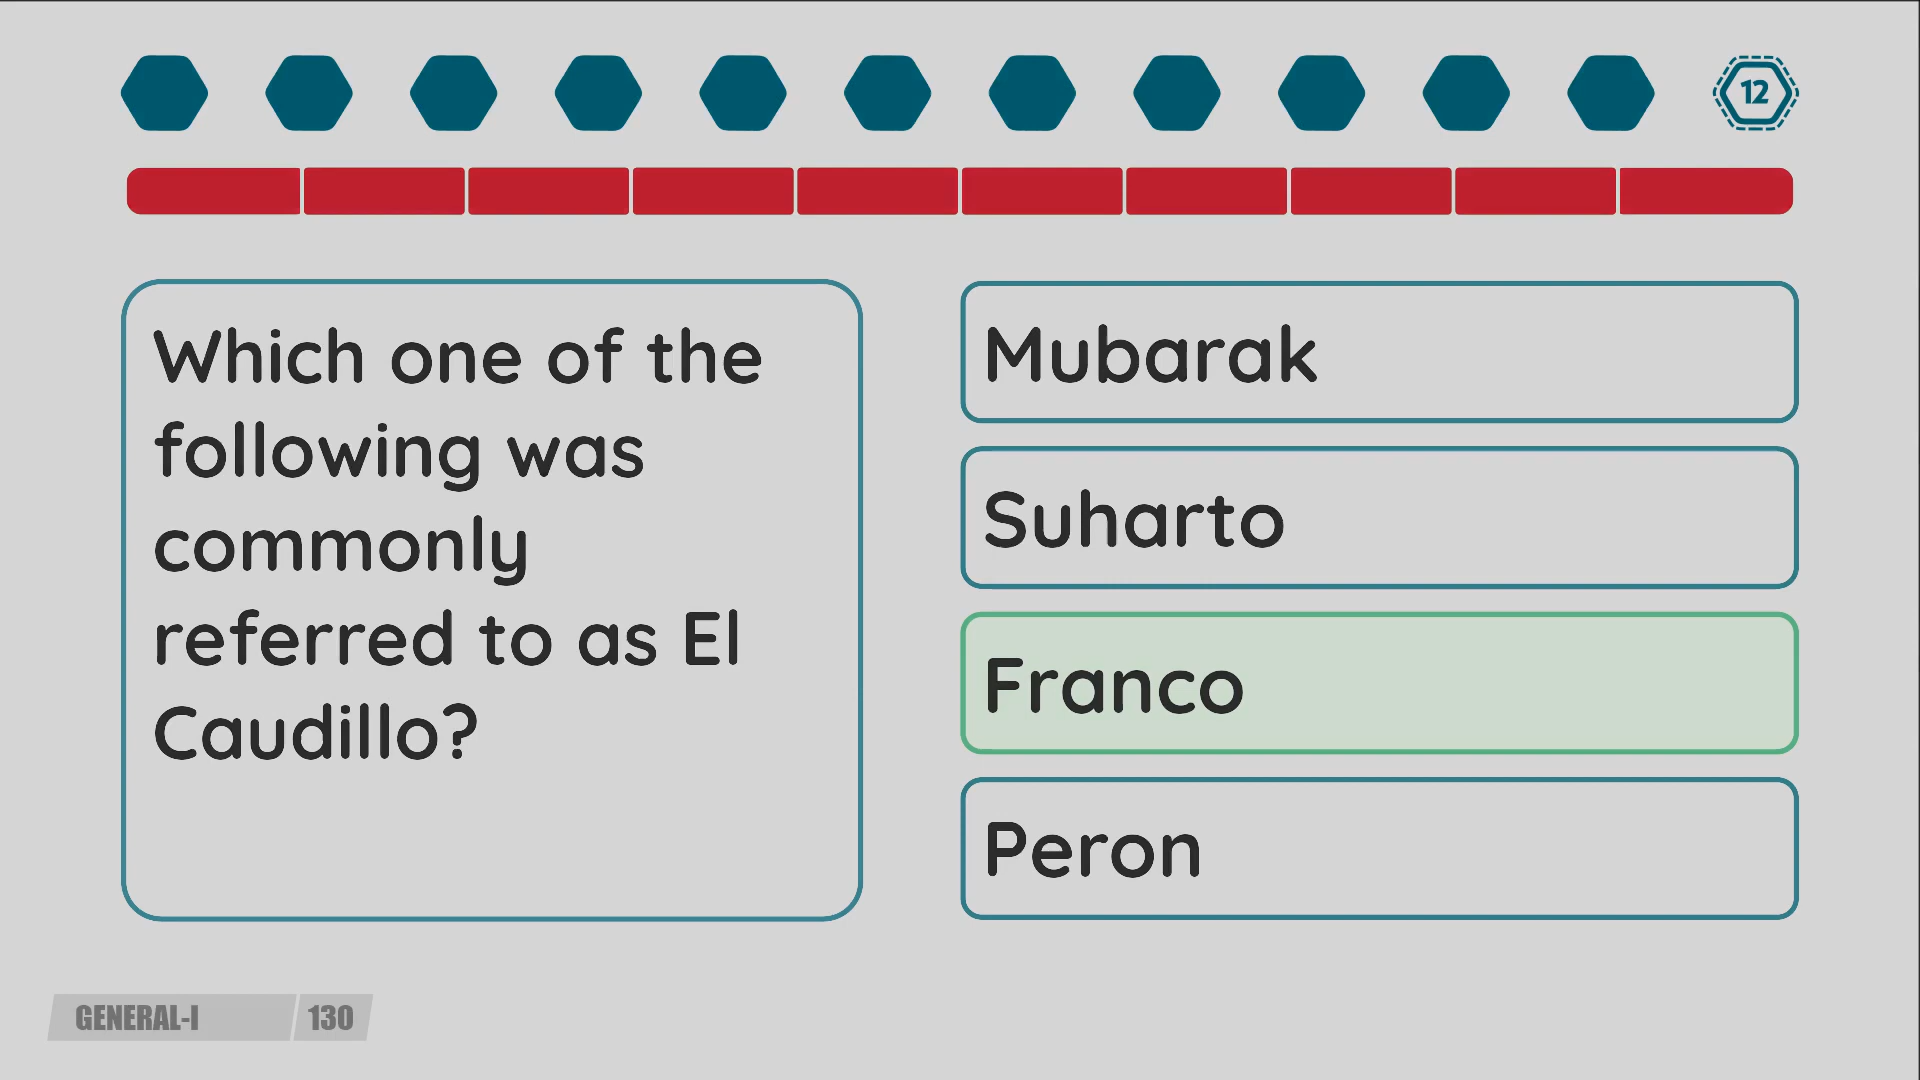 12
Which one of the
following was
commonly
referred to as El
Caudillo?
Mubarak
Suharto
Franco
Peron
GENERAL-I 130